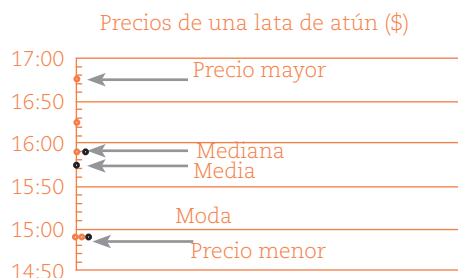 Precios de una lata de atún ($)
17:00
Precio mayor
16:50
16:00
Mediana
Media
15:50
Moda
15:00
Precio menor
14:50